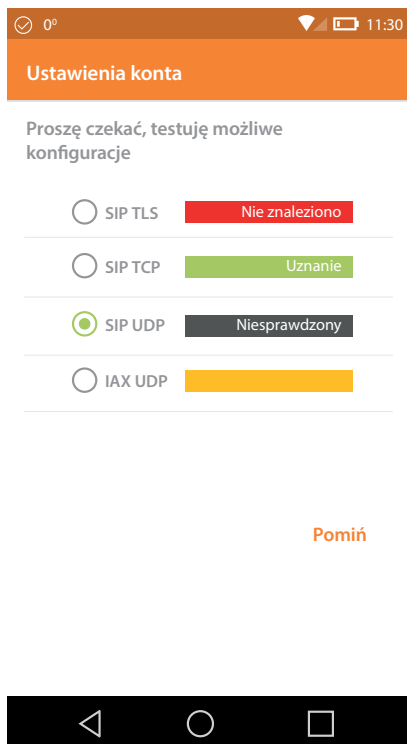 0⁰ 11:30
Ustawienia konta
Proszę czekać, testuję możliwe
konfiguracje
SIP TLS Nie znaleziono
SIP TCP Uznanie
SIP UDP Niesprawdzony
IAX UDP
Pomiń